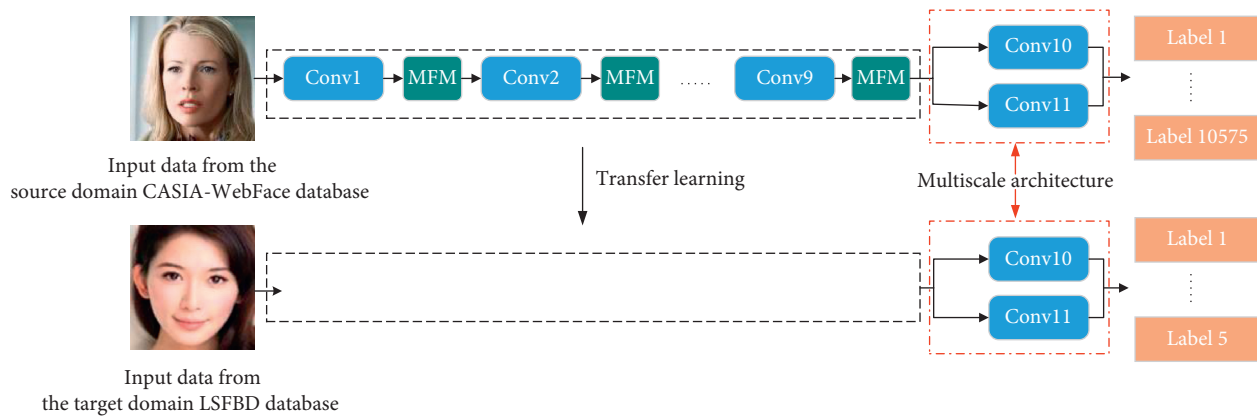 Conv1
MFM
Conv2
MFM
.....
Conv9
MFM
Conv10
Conv11
Label 1
Label 10575
Input data from the
source domain CASIA-WebFace database
Transfer learning
Multiscale architecture
Conv10
Conv11
Label 1
Label 5
Input data from
the target domain LSFBD database